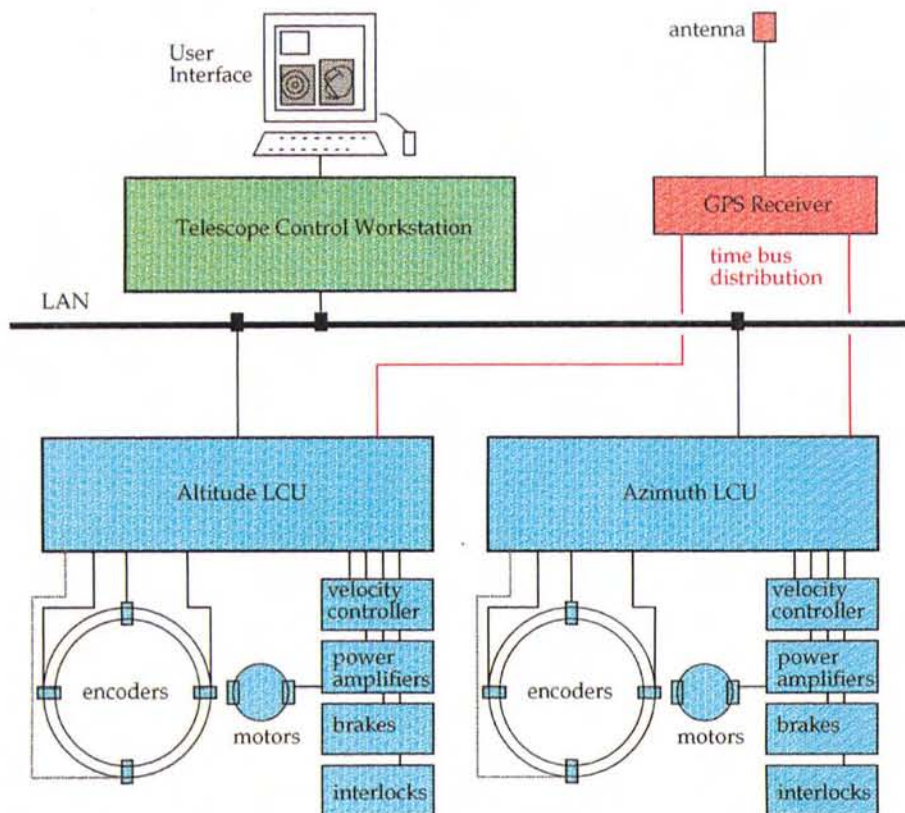 User
Interface
antenna
Telescope Control Workstation
GPS Receiver
time bus
distribution
LAN
Altitude LCU
Azimuth LCU
encoders
motors
velocity
controller
power
amplifiers
brakes
interlocks
encoders
motors
velocity
controller
power
amplifiers
brakes
interlocks